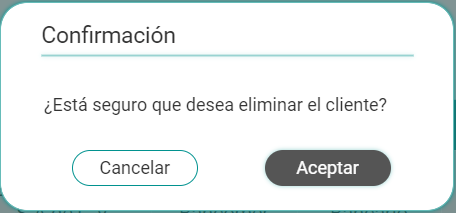 Confirmación
¿Está seguro que desea eliminar el cliente?
Cancelar
Aceptar